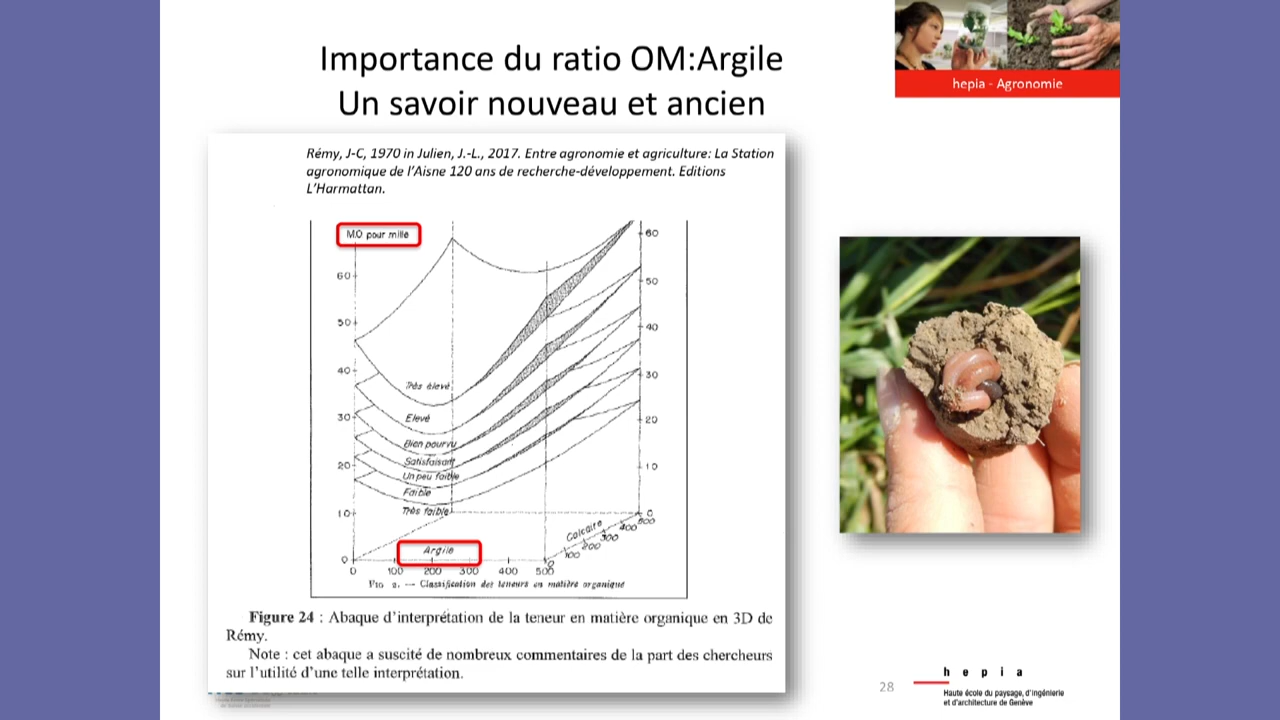 Importance du ratio OM:Argile
Un savoir nouveau et ancien
hepia - Agronomie
Rémy, J-C, 1970 in Julien, J.-L., 2017. Entre agronomie et agriculture: La Station
agronomique de l'Aisne 120 ans de recherche-développement. Editions
L'Harmattan.
M.O pour mille
60
60
50
50
40
40
Très élevé
30
30
Elevé
20
Bien pourvu
Satisfaisant
20
10
Un peu faible
Faible
10
Très faible
0
Calcaire
500
400
300
200
100
0
Argile
0
0
100
200
300
400
500
FIG 2. — Classification des teneurs en matière organique
Figure 24 : Abaque d'interprétation de la teneur en matière organique en 3D de
Rémy.
Note : cet abaque a suscité de nombreux commentaires de la part des chercheurs
sur l'utilité d'une telle interprétation.
28
hepia
Haute école du paysage, d'ingénierie
et d'architecture de Genève